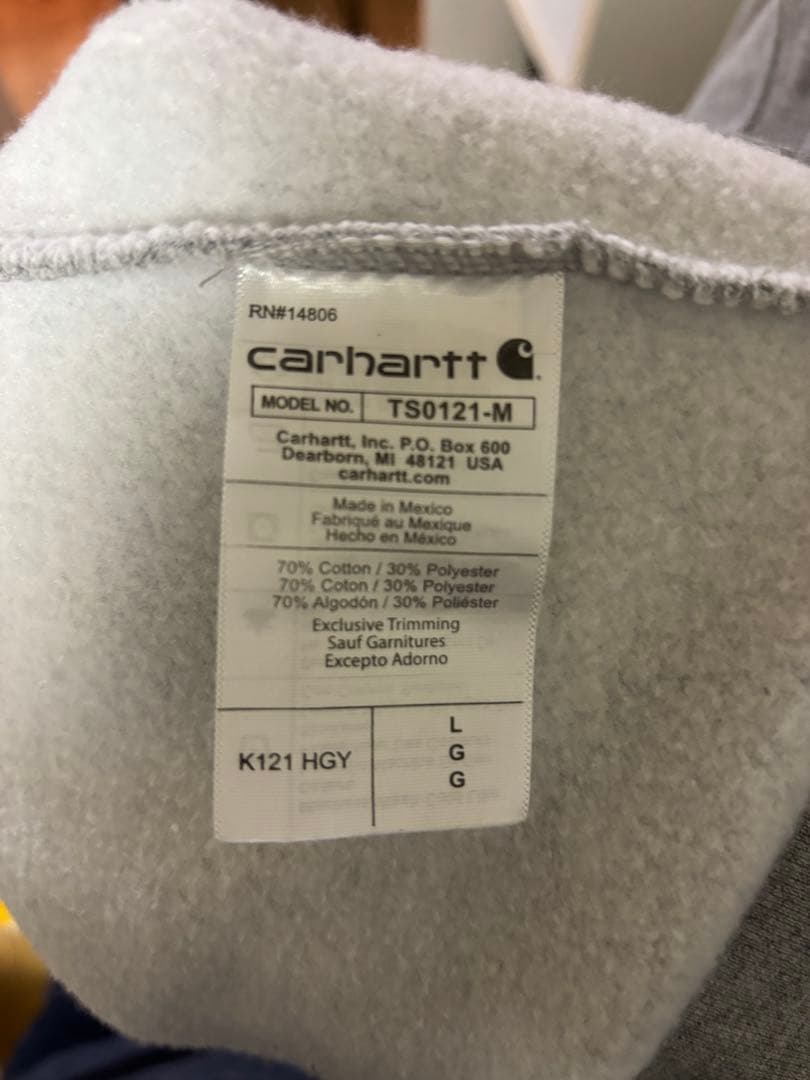 RN#14806
carhartt
MODEL NO. TS0121-M
Carhartt, Inc. P.O. Box 600
Dearborn, MI 48121 USA
carhartt.com
Made in Mexico
Fabriqué au Mexique
Hecho en México
70% Cotton / 30% Polyester
70% Coton / 30% Polyester
70% Algodón / 30% Poliéster
Exclusive Trimming
Sauf Garnitures
Excepto Adorno
K121 HGY
L
G
G